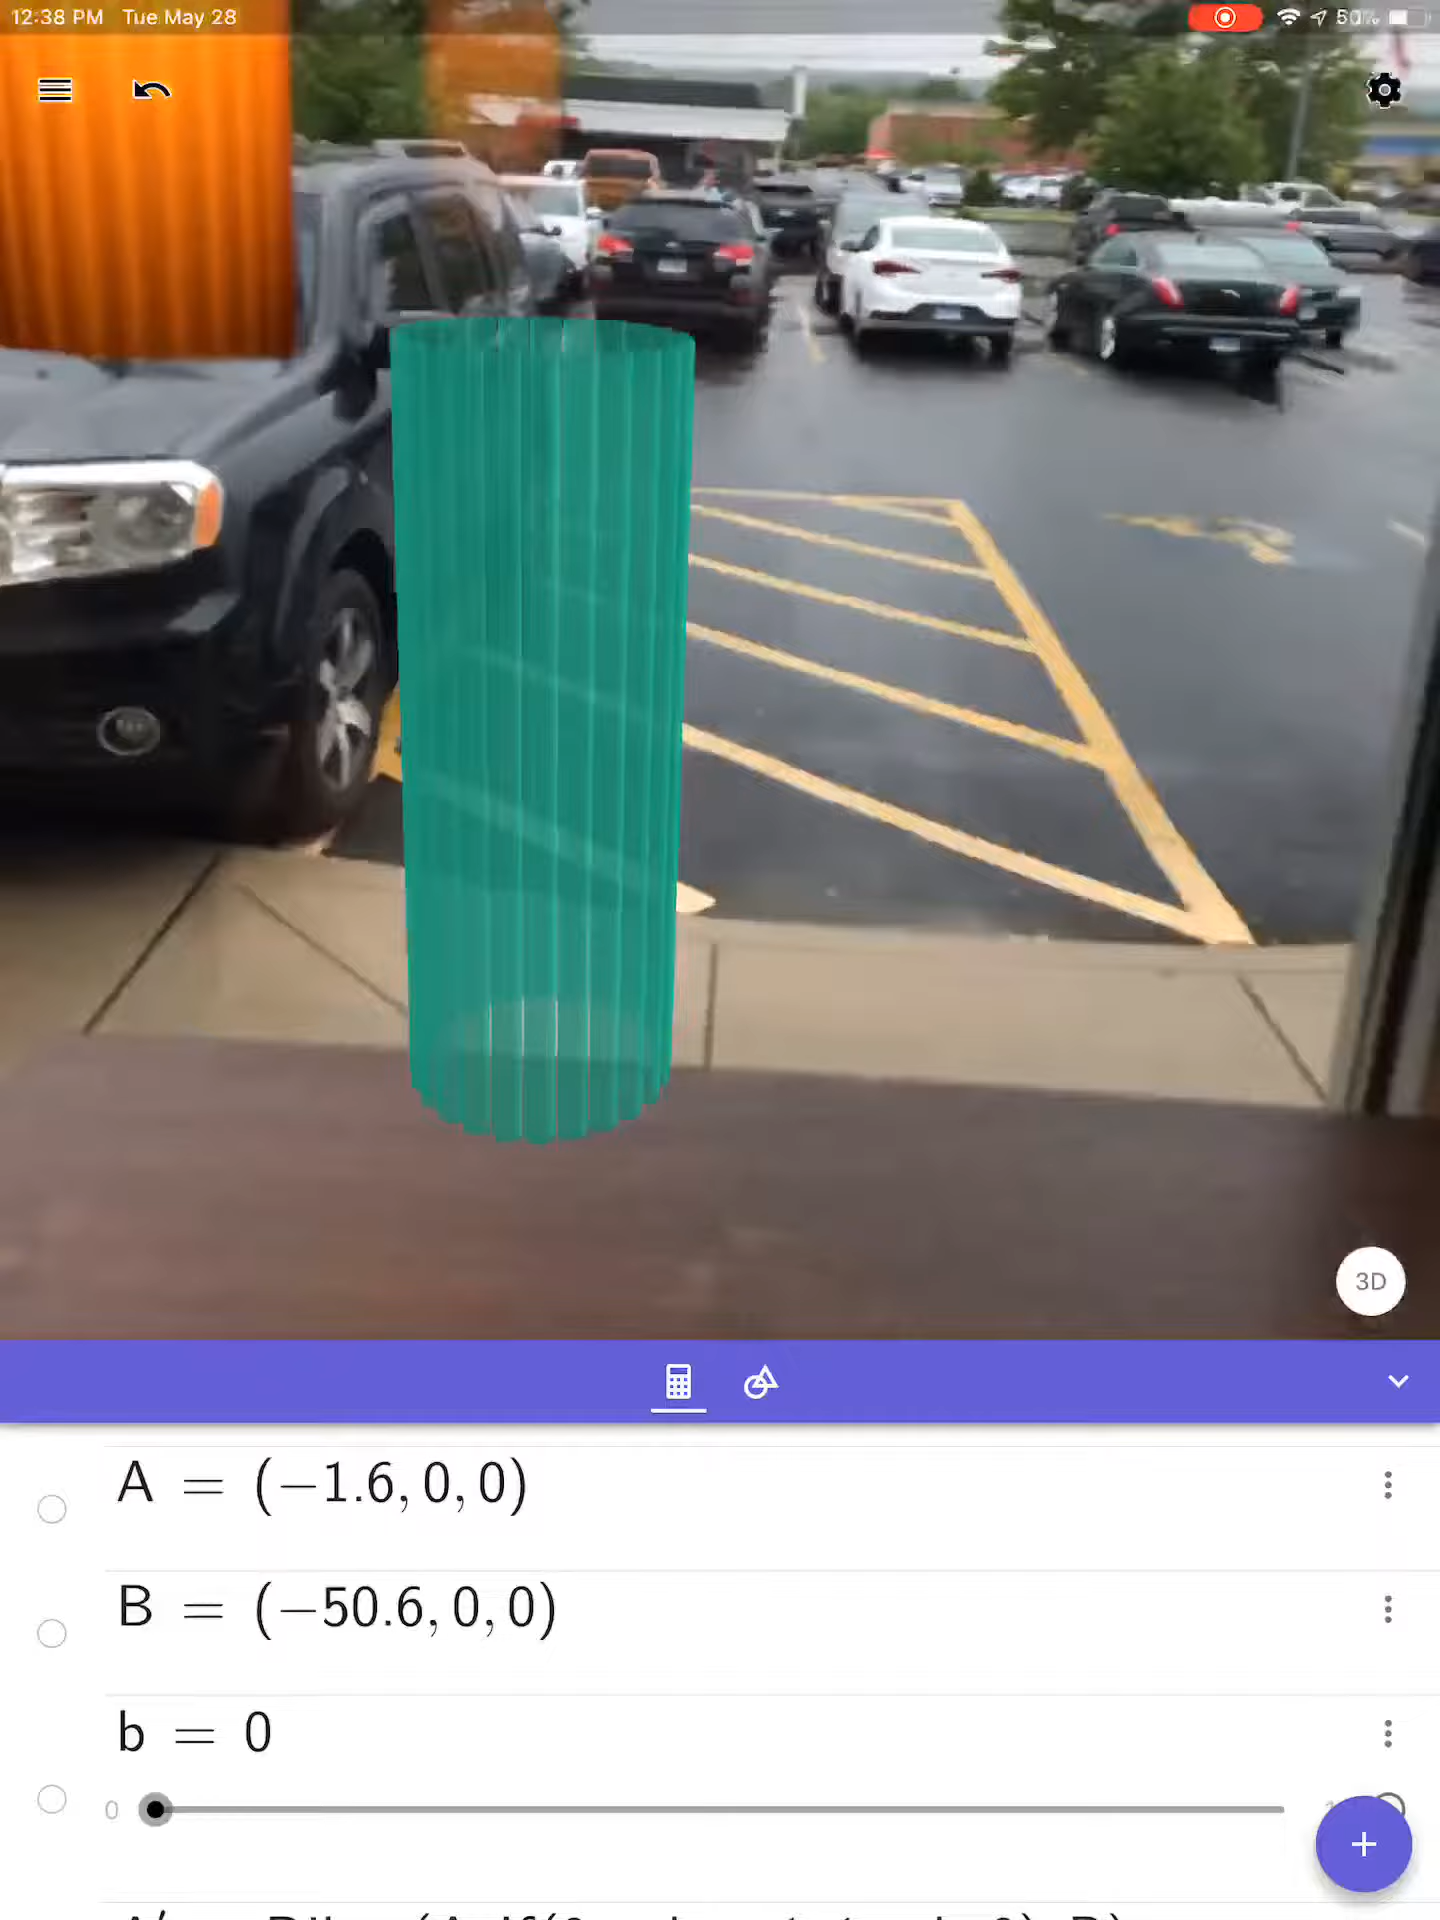 12:38 PM Tue May 28 50%
3D
A = (−1.6, 0, 0)
B = (−50.6, 0, 0)
b = 0
0
+